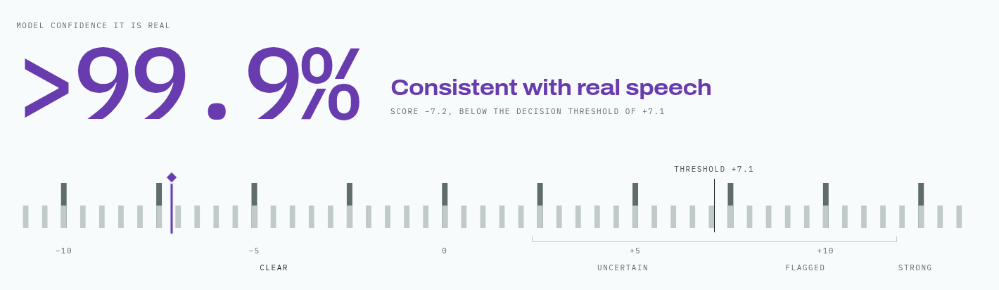 MODEL CONFIDENCE IT IS REAL
>99.9%
Consistent with real speech
SCORE −7.2, BELOW THE DECISION THRESHOLD OF +7.1
THRESHOLD +7.1
−10 −5 0 +5 +10
CLEAR UNCERTAIN FLAGGED STRONG